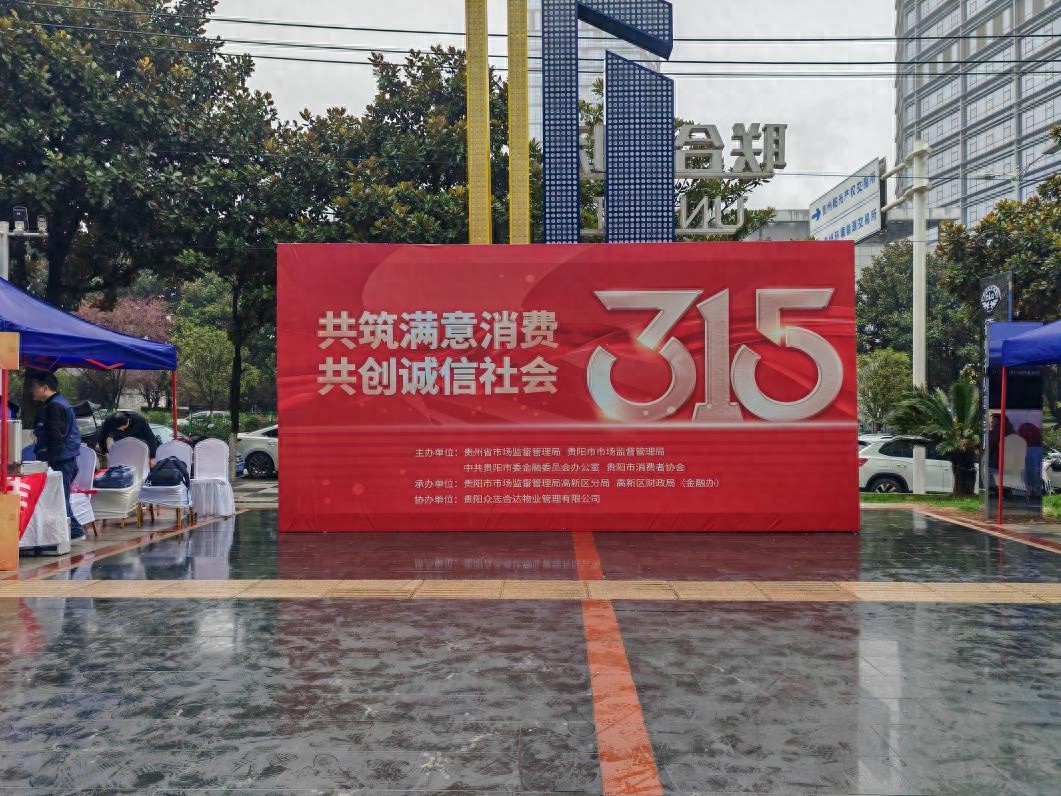 共筑满意消费
共创诚信社会
315
主办单位：贵州省市场监督管理局 贵阳市市场监督管理局
中共贵阳市委金融委员会办公室 贵阳市消费者协会
承办单位：贵阳市市场监督管理局高新区分局 高新区财政局（金融办）
协办单位：贵阳众志合达物业管理有限公司